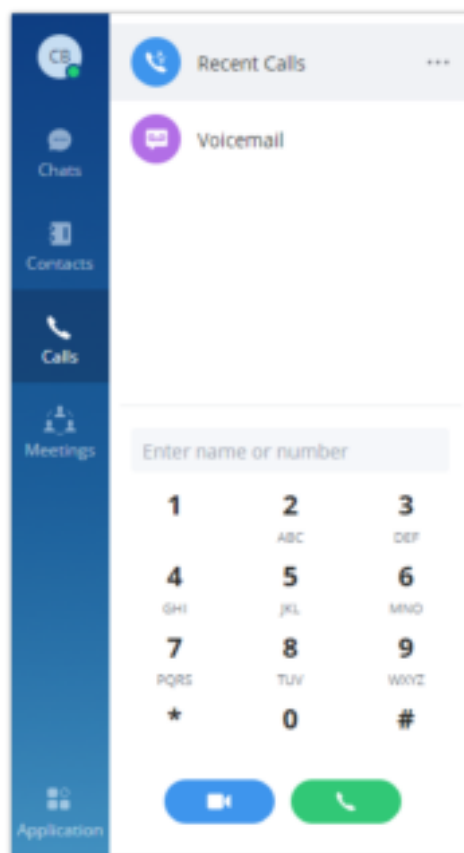 CB
Recent Calls
Voicemail
Chats
Contacts
Calls
Meetings
Enter name or number
1 2 3
ABC DEF
4 5 6
GHI JKL MNO
7 8 9
PQRS TUV WXYZ
* 0 #
Application